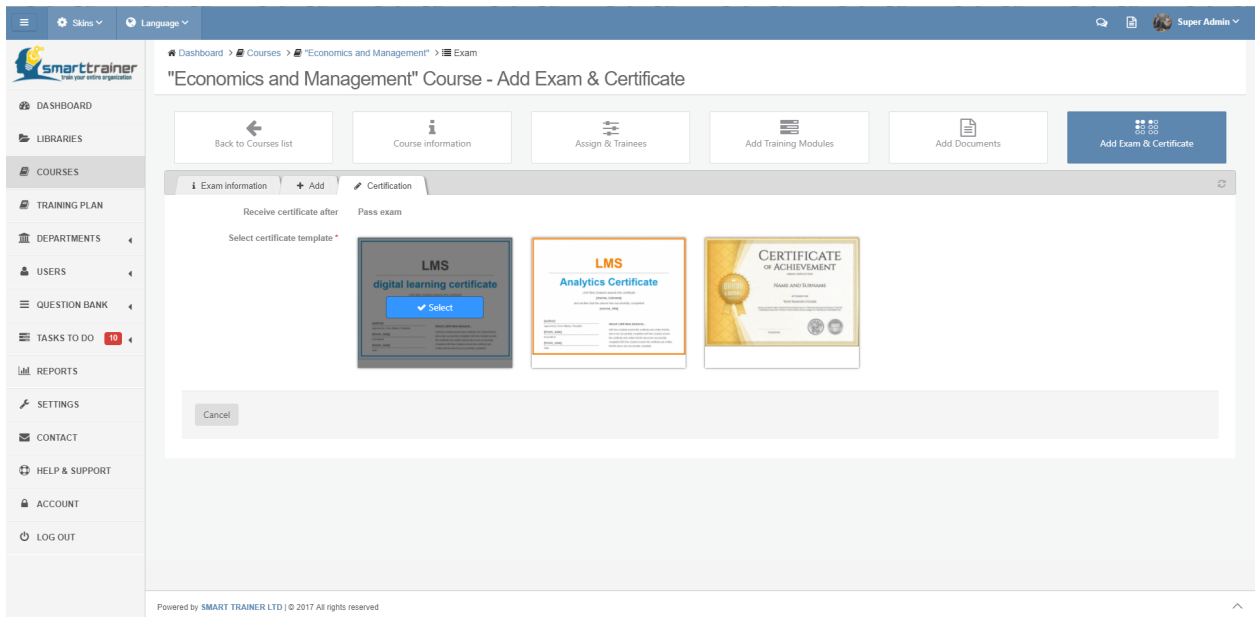 Skins
Language
Super Admin
smarttrainer
train your entire organization
Dashboard > Courses > "Economics and Management" > Exam
"Economics and Management" Course - Add Exam & Certificate
DASHBOARD
LIBRARIES
COURSES
TRAINING PLAN
DEPARTMENTS
USERS
QUESTION BANK
TASKS TO DO 10
REPORTS
SETTINGS
CONTACT
HELP & SUPPORT
ACCOUNT
LOG OUT
Back to Courses list
Course information
Assign & Trainees
Add Training Modules
Add Documents
Add Exam & Certificate
Exam information
Add
Certification
Receive certificate after Pass exam
Select certificate template *
LMS
digital learning certificate
Select
LMS
Analytics Certificate
CERTIFICATE
OF ACHIEVEMENT
NAME AND SURNAME
Cancel
Powered by SMART TRAINER LTD | © 2017 All rights reserved